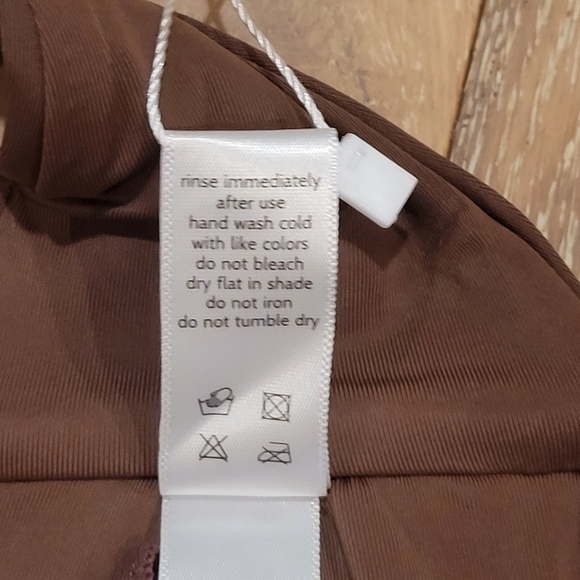 rinse immediately
after use
hand wash cold
with like colors
do not bleach
dry flat in shade
do not iron
do not tumble dry